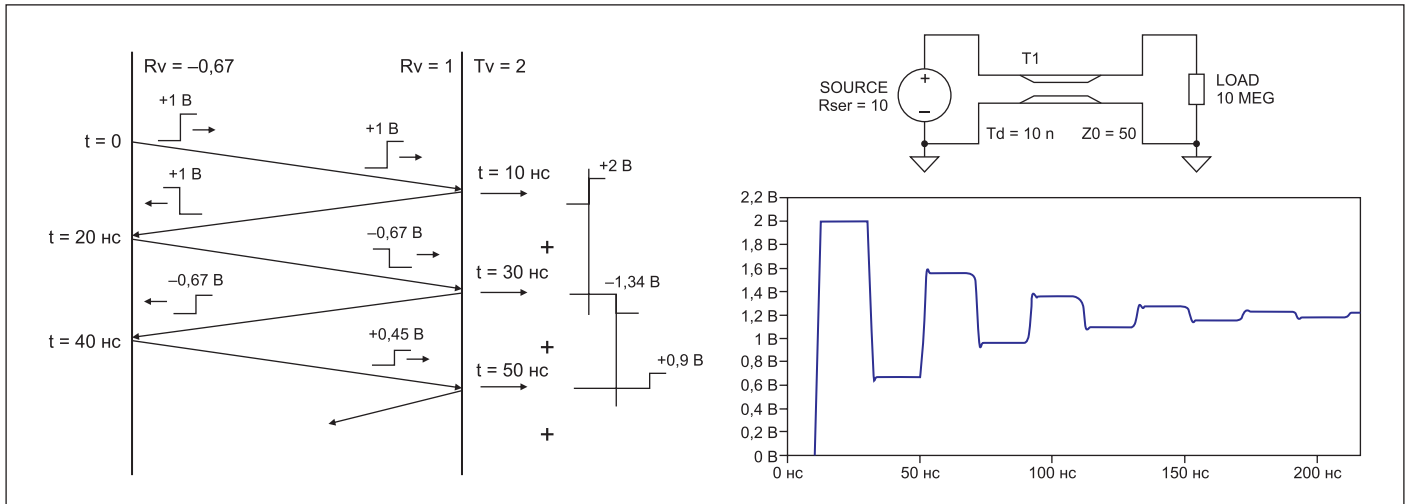 Rv = –0,67
Rv = 1
Tv = 2
+1 В
t = 0
+1 В
+1 В
t = 10 нс
+2 В
t = 20 нс
–0,67 В
+
t = 30 нс
–0,67 В
–1,34 В
t = 40 нс
+0,45 В
+
t = 50 нс
+0,9 В
+
T1
SOURCE
Rser = 10
+
–
LOAD
10 MEG
Td = 10 n
Z0 = 50
2,2 В
2 В
1,8 В
1,6 В
1,4 В
1,2 В
1 В
0,8 В
0,6 В
0,4 В
0,2 В
0 В
0 нс
50 нс
100 нс
150 нс
200 нс